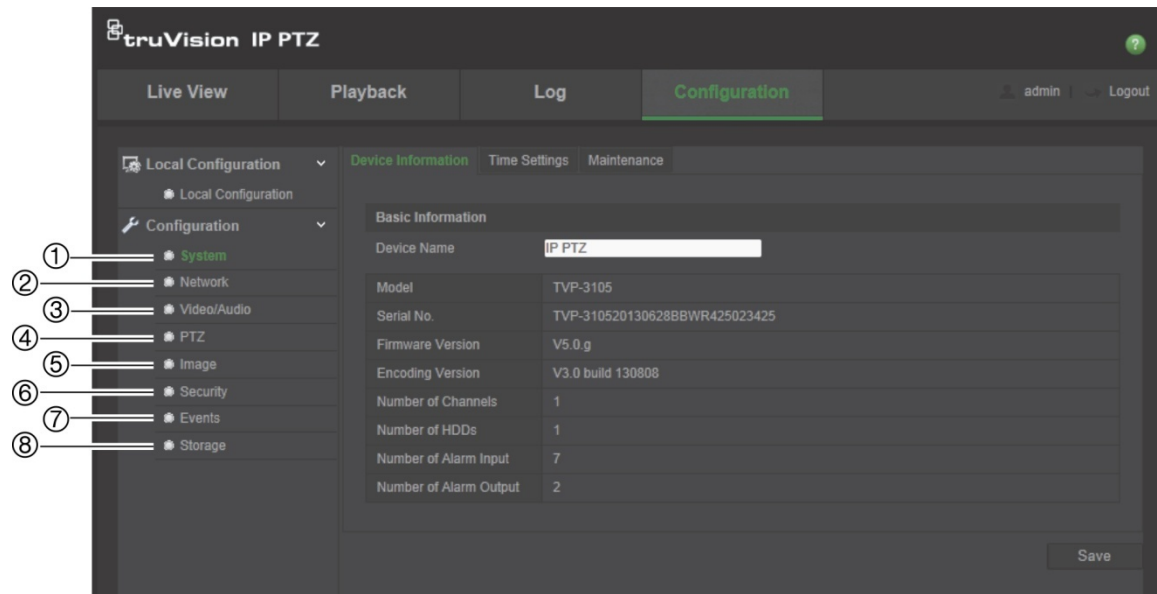 truVision IP PTZ
?
Live View Playback Log Configuration admin | Logout
Local Configuration
Local Configuration
Configuration
① System
② Network
③ Video/Audio
④ PTZ
⑤ Image
⑥ Security
⑦ Events
⑧ Storage
Device Information Time Settings Maintenance
Basic Information
Device Name IP PTZ
Model TVP-3105
Serial No. TVP-310520130628BBWR425023425
Firmware Version V5.0.g
Encoding Version V3.0 build 130808
Number of Channels 1
Number of HDDs 1
Number of Alarm Input 7
Number of Alarm Output 2
Save